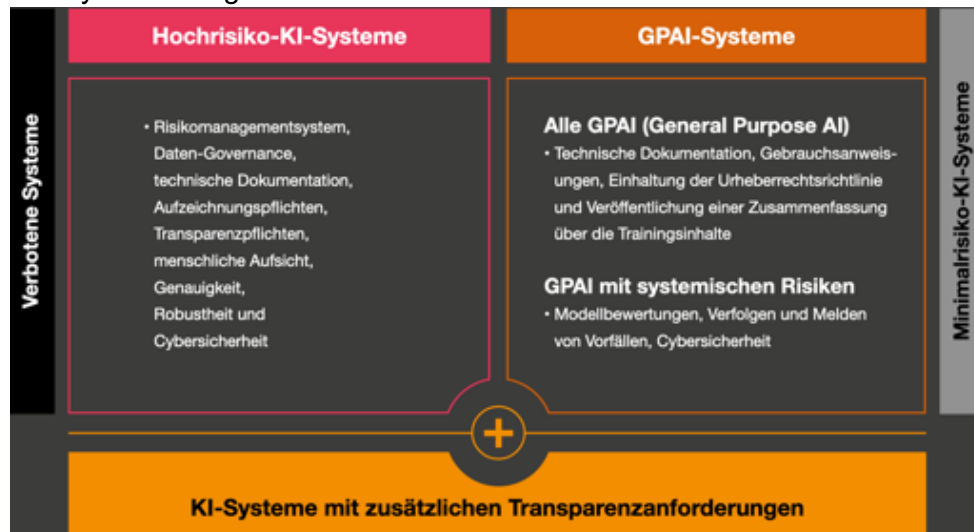 Verbotene Systeme
Hochrisiko-KI-Systeme
• Risikomanagementsystem,
Daten-Governance,
technische Dokumentation,
Aufzeichnungspflichten,
Transparenzpflichten,
menschliche Aufsicht,
Genauigkeit,
Robustheit und
Cybersicherheit
GPAI-Systeme
Alle GPAI (General Purpose AI)
• Technische Dokumentation, Gebrauchsanweis-
ungen, Einhaltung der Urheberrechtsrichtlinie
und Veröffentlichung einer Zusammenfassung
über die Trainingsinhalte
GPAI mit systemischen Risiken
• Modellbewertungen, Verfolgen und Melden
von Vorfällen, Cybersicherheit
Minimalrisiko-KI-Systeme
+
KI-Systeme mit zusätzlichen Transparenzanforderungen